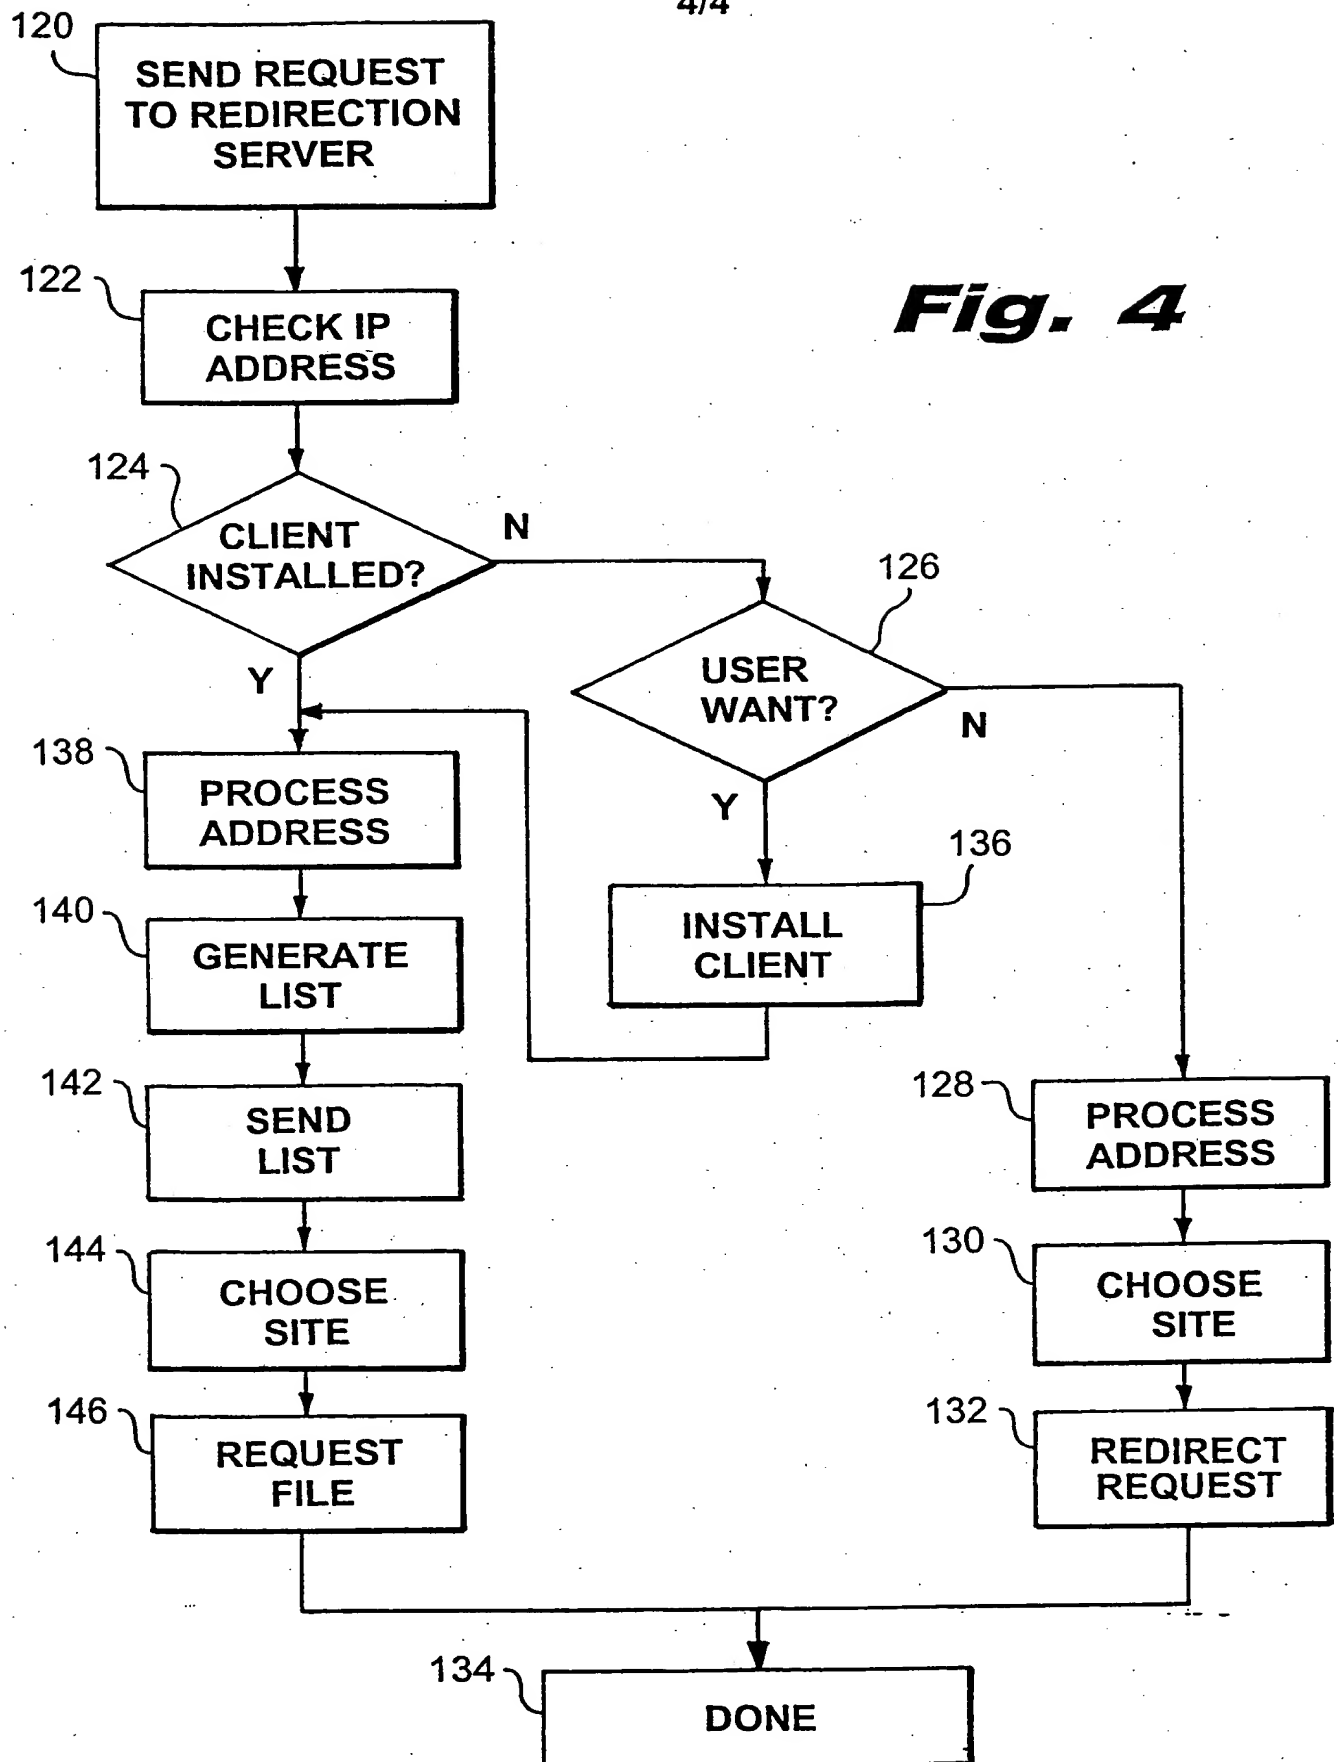 4/4
120
SEND REQUEST
TO REDIRECTION
SERVER
122
CHECK IP
ADDRESS
Fig. 4
124
CLIENT
INSTALLED?
N
Y
126
USER
WANT?
N
Y
138
PROCESS
ADDRESS
136
INSTALL
CLIENT
140
GENERATE
LIST
142
SEND
LIST
128
PROCESS
ADDRESS
144
CHOOSE
SITE
130
CHOOSE
SITE
146
REQUEST
FILE
132
REDIRECT
REQUEST
134
DONE